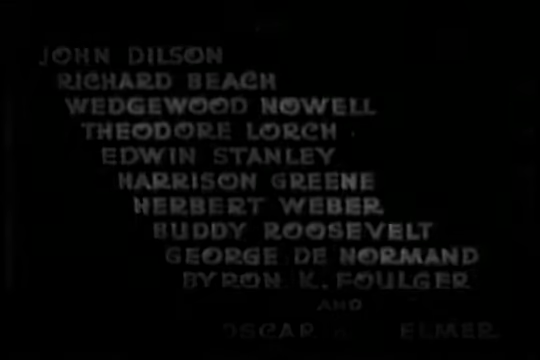 JOHN DILSON
RICHARD BEACH
WEDGEWOOD NOWELL
THEODORE LORCH
EDWIN STANLEY
HARRISON GREENE
HERBERT WEBER
BUDDY ROOSEVELT
GEORGE DE NORMAND
BYRON K. FOULGER
AND
OSCAR ELMER